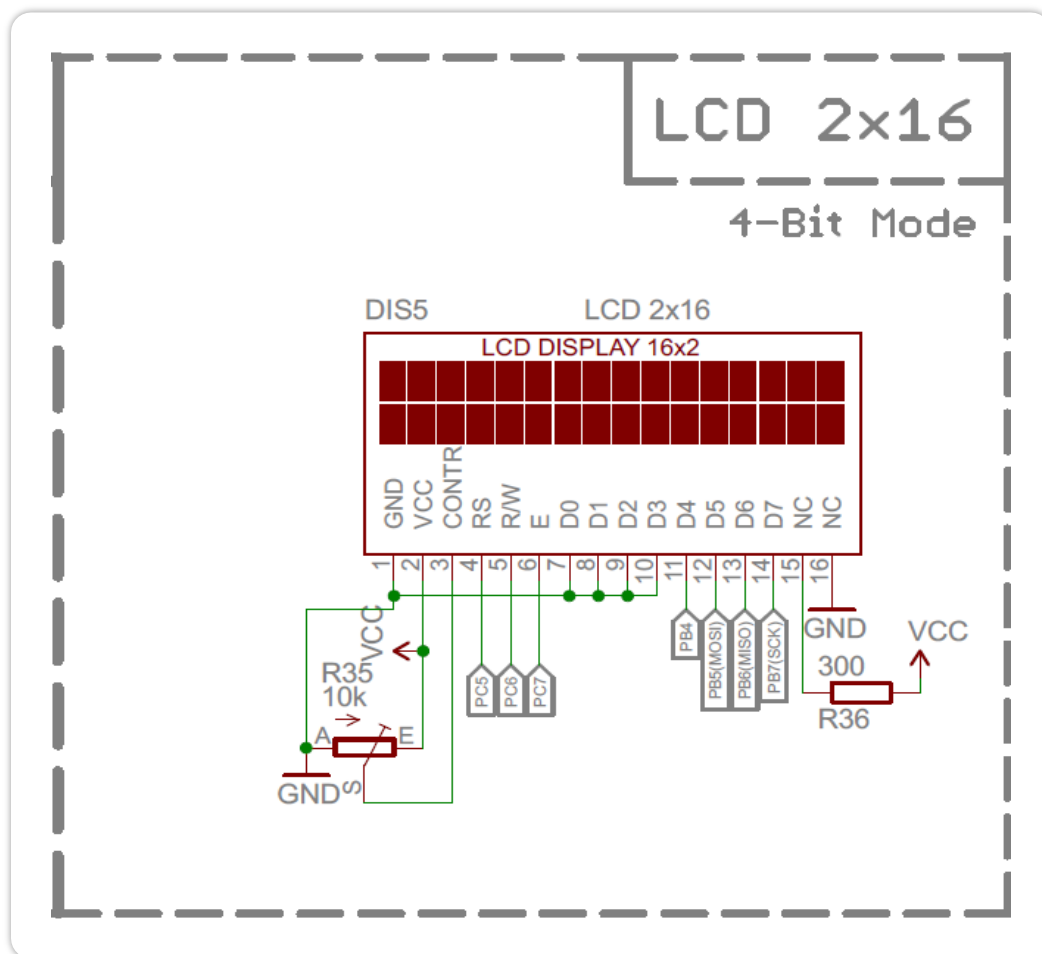 LCD 2x16
4-Bit Mode
DIS5
LCD 2x16
LCD DISPLAY 16x2
GND
VCC
CONTR
RS
R/W
E
D0
D1
D2
D3
D4
D5
D6
D7
NC
NC
1
2
3
4
5
6
7
8
9
10
11
12
13
14
15
16
VCC
R35
10k
A
E
S
GND
PC5
PC6
PC7
PB4
PB5(MOSI)
PB6(MISO)
PB7(SCK)
GND
VCC
300
R36